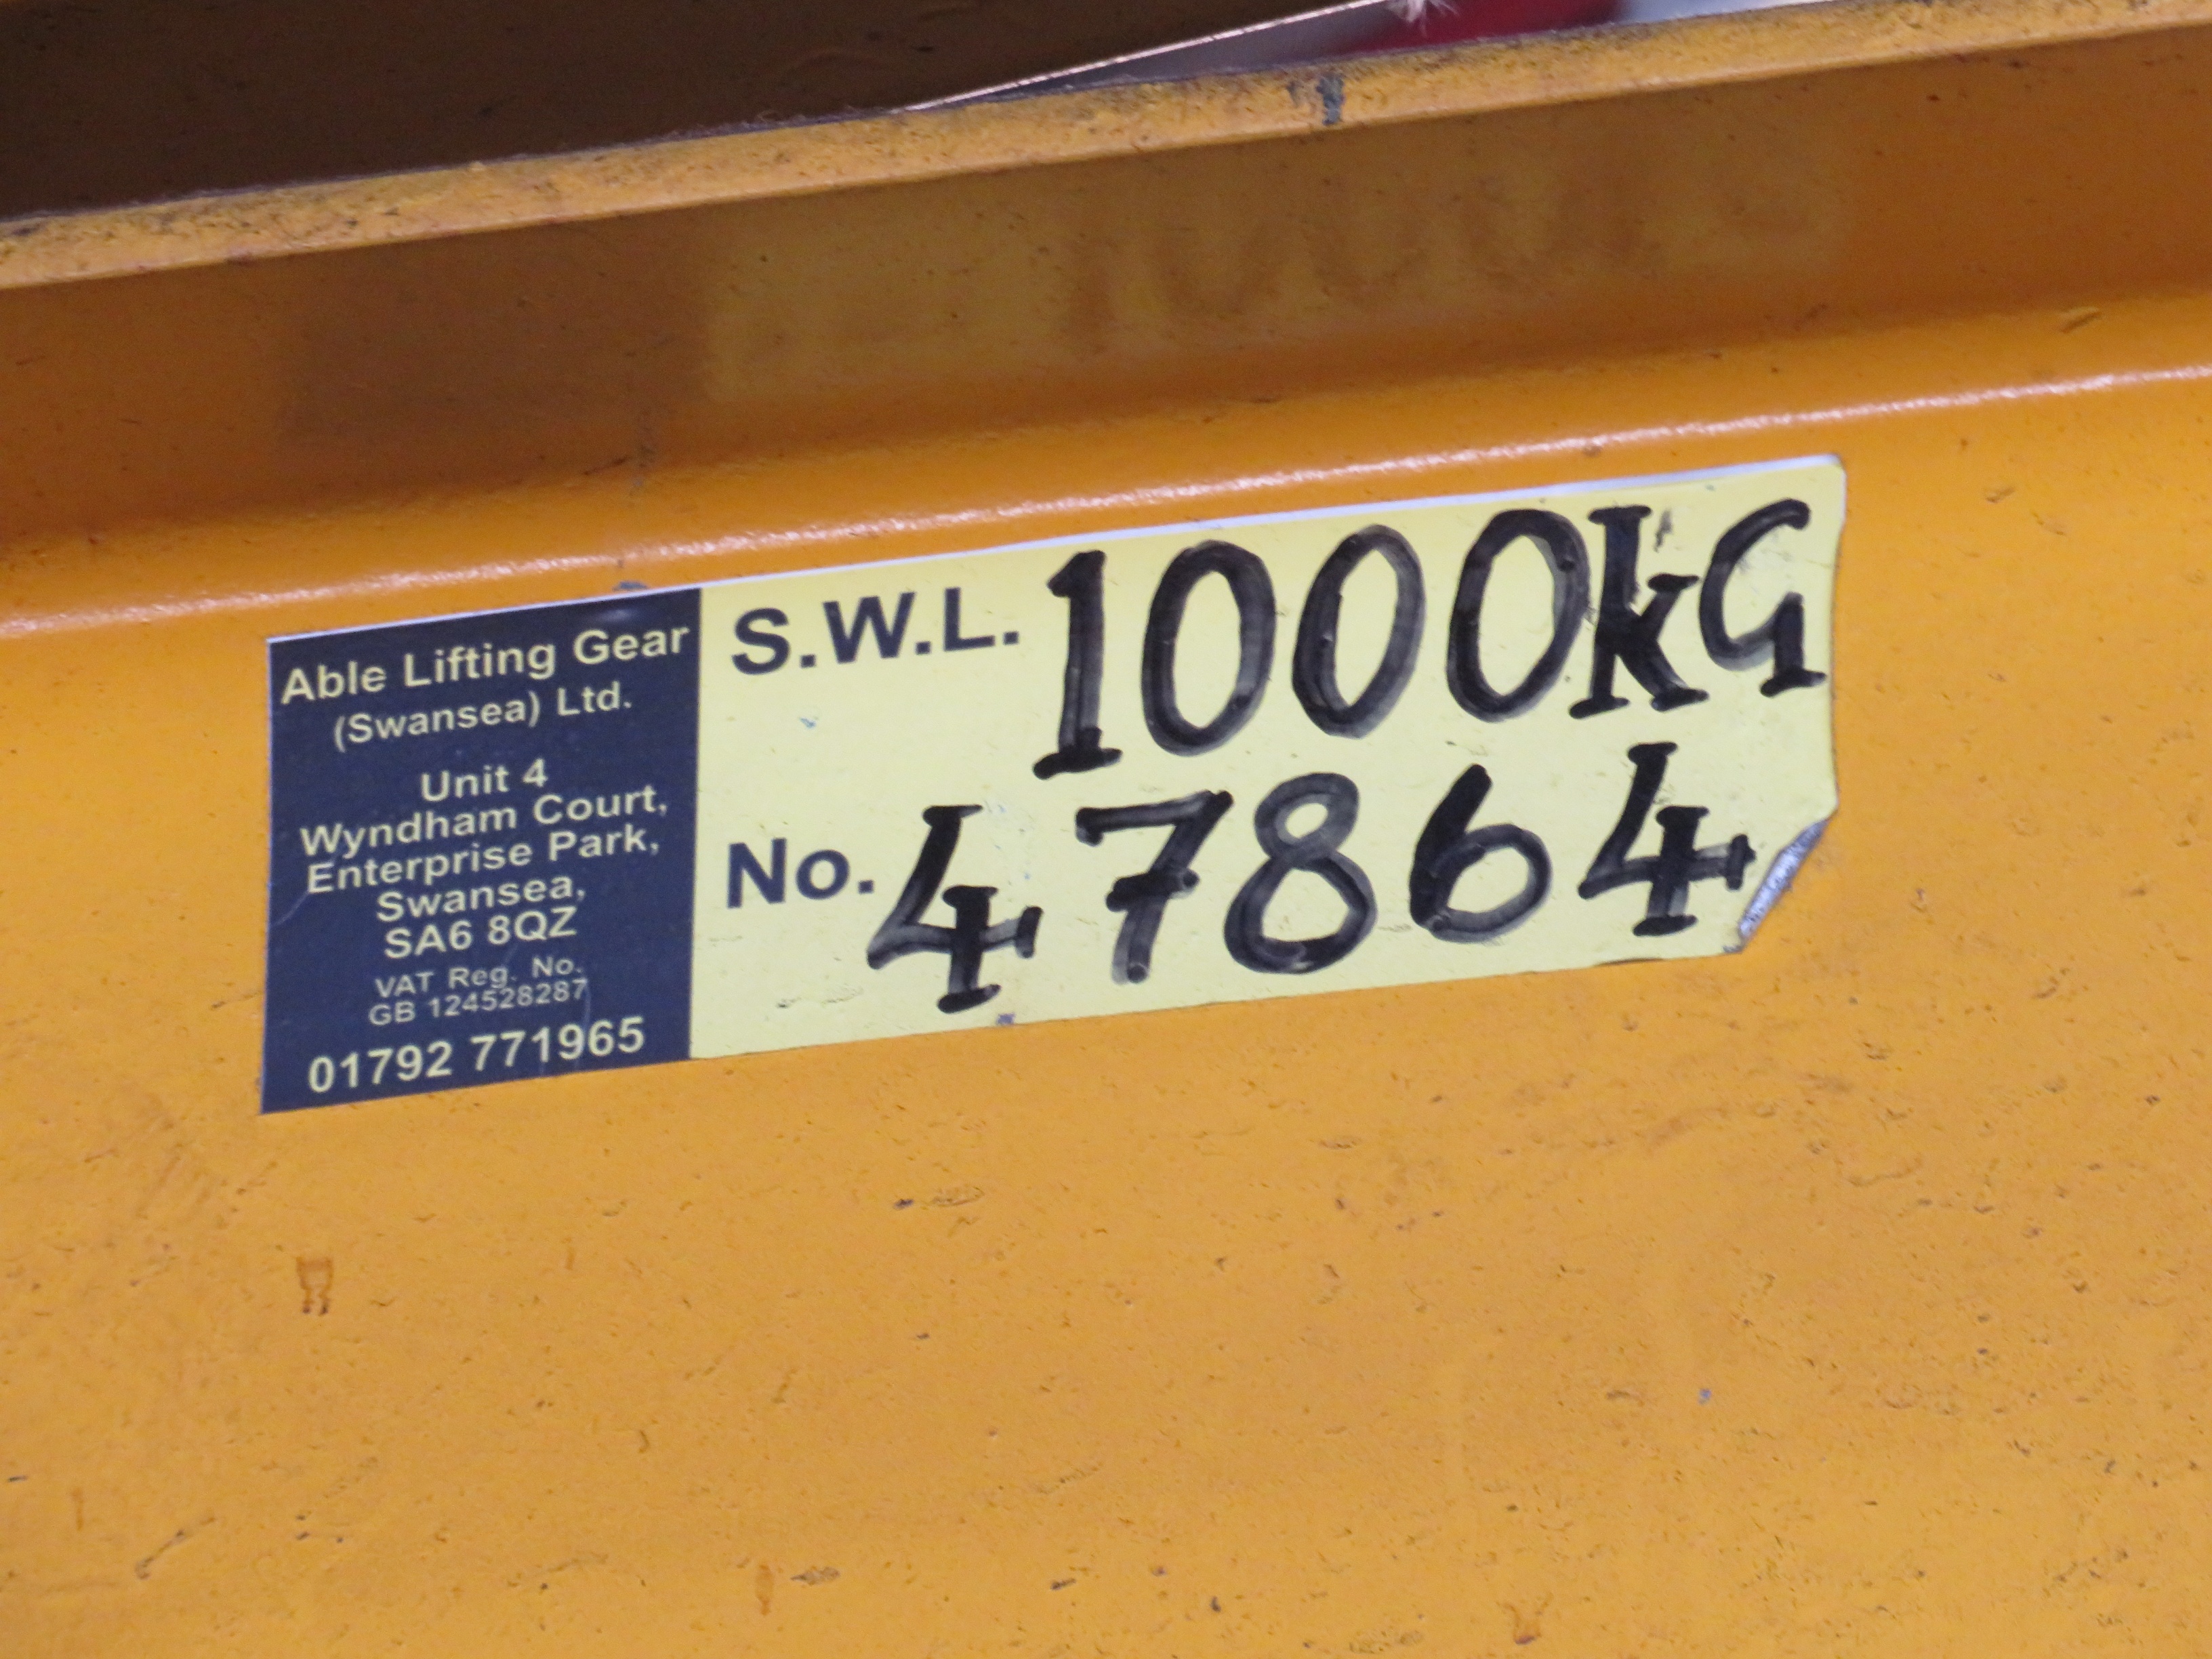 Able Lifting Gear
(Swansea) Ltd.
Unit 4
Wyndham Court,
Enterprise Park,
Swansea,
SA6 8QZ
VAT Reg. No.
GB 124528287
01792 771965
S.W.L. 1000kG
No. 47864